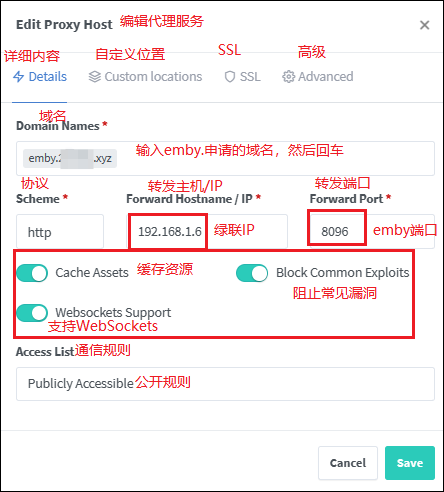 Edit Proxy Host 编辑代理服务 ×
详细内容 自定义位置 SSL 高级
Details Custom locations SSL Advanced
域名
Domain Names *
emby.2 .xyz 输入emby.申请的域名，然后回车
协议 转发主机/IP 转发端口
Scheme * Forward Hostname / IP * Forward Port *
http 192.168.1.6 绿联IP 8096 emby端口
Cache Assets 缓存资源 Block Common Exploits
阻止常见漏洞
Websockets Support
支持WebSockets
Access List 通信规则
Publicly Accessible 公开规则
Cancel Save